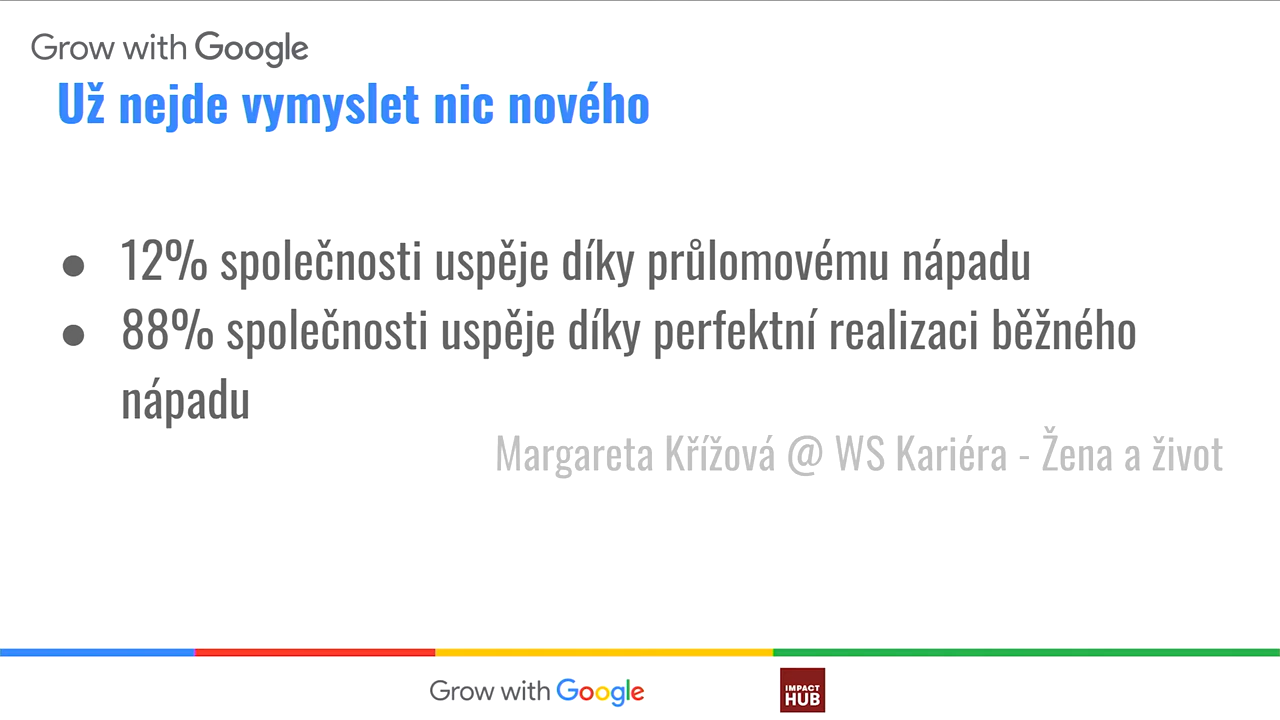 Grow with Google
Už nejde vymyslet nic nového
● 12% společnosti uspěje díky průlomovému nápadu
● 88% společnosti uspěje díky perfektní realizaci běžného
nápadu
Margareta Křížová @ WS Kariéra - Žena a život
Grow with Google
IMPACT
HUB